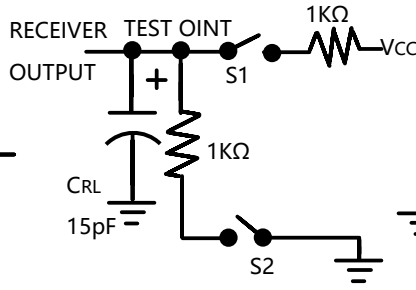 1KΩ
RECEIVER TEST OINT
VCC
OUTPUT
+
S1
1KΩ
CRL
15pF
S2